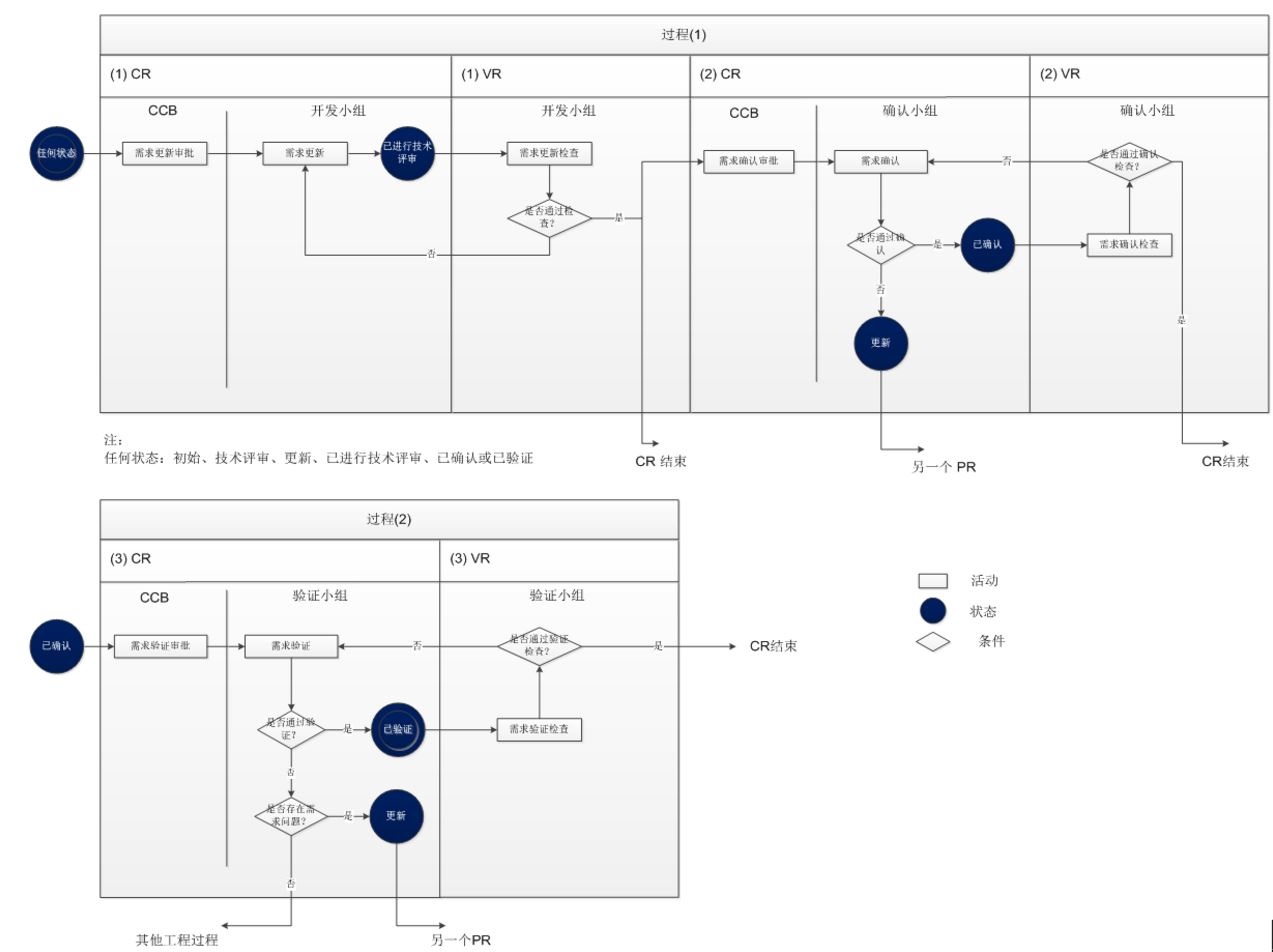 过程(1)
(1) CR
(1) VR
(2) CR
(2) VR
CCB
开发小组
开发小组
CCB
确认小组
确认小组
任何状态
需求更新审批
需求更新
已进行技术
评审
需求更新检查
是否通过检
查?
是
否
需求确认审批
需求确认
否
是否通过确认
检查?
是否通过确
认
是
已确认
需求确认检查
否
更新
是
注:
任何状态: 初始、技术评审、更新、已进行技术评审、已确认或已验证
CR 结束
另一个 PR
CR结束
过程(2)
(3) CR
(3) VR
CCB
验证小组
验证小组
已确认
需求验证审批
需求验证
否
是否通过验证
检查?
是
CR结束
是否通过验
证?
是
已验证
需求验证检查
否
是否存在需
求问题?
是
更新
否
其他工程过程
另一个PR
活动
状态
条件